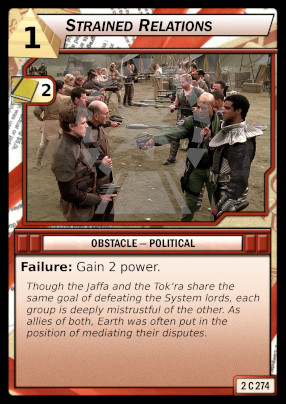 STRAINED RELATIONS
1
2
OBSTACLE – POLITICAL
Failure: Gain 2 power.
Though the Jaffa and the Tok'ra share the
same goal of defeating the System lords, each
group is deeply mistrustful of the other. As
allies of both, Earth was often put in the
position of mediating their disputes.
2 C 274